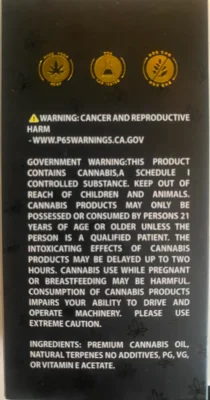 ⚠WARNING: CANCER AND REPRODUCTIVE
HARM
- WWW.P65WARNINGS.CA.GOV
GOVERNMENT WARNING:THIS PRODUCT
CONTAINS CANNABIS,A SCHEDULE I
CONTROLLED SUBSTANCE. KEEP OUT OF
REACH OF CHILDREN AND ANIMALS.
CANNABIS PRODUCTS MAY ONLY BE
POSSESSED OR CONSUMED BY PERSONS 21
YEARS OF AGE OR OLDER UNLESS THE
PERSON IS A QUALIFIED PATIENT. THE
INTOXICATING EFFECTS OF CANNABIS
PRODUCTS MAY BE DELAYED UP TO TWO
HOURS. CANNABIS USE WHILE PREGNANT
OR BREASTFEEDING MAY BE HARMFUL.
CONSUMPTION OF CANNABIS PRODUCTS
IMPAIRS YOUR ABILITY TO DRIVE AND
OPERATE MACHINERY. PLEASE USE
EXTREME CAUTION.
INGREDIENTS: PREMIUM CANNABIS OIL,
NATURAL TERPENES NO ADDITIVES, PG, VG,
OR VITAMIN E ACETATE.